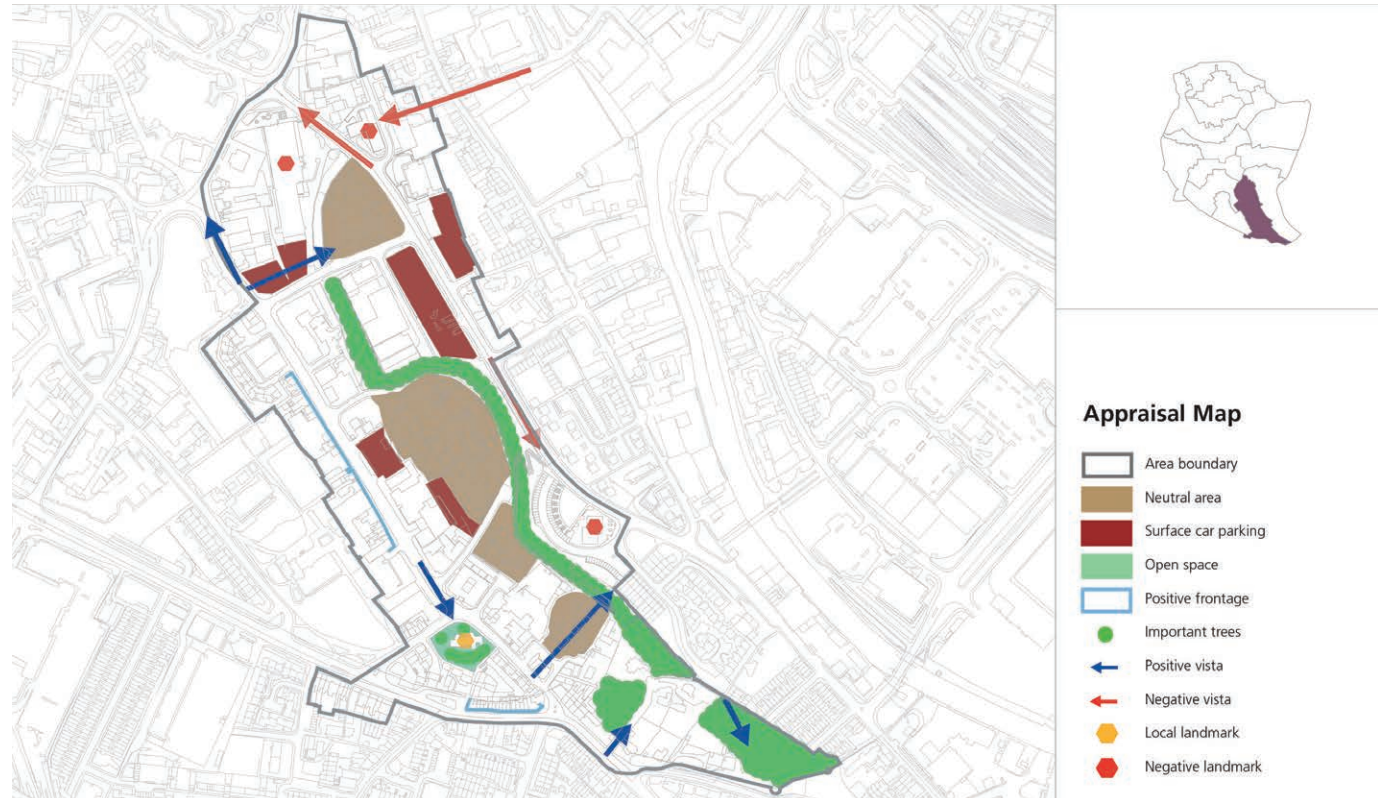 Appraisal Map
Area boundary
Neutral area
Surface car parking
Open space
Positive frontage
Important trees
Positive vista
Negative vista
Local landmark
Negative landmark